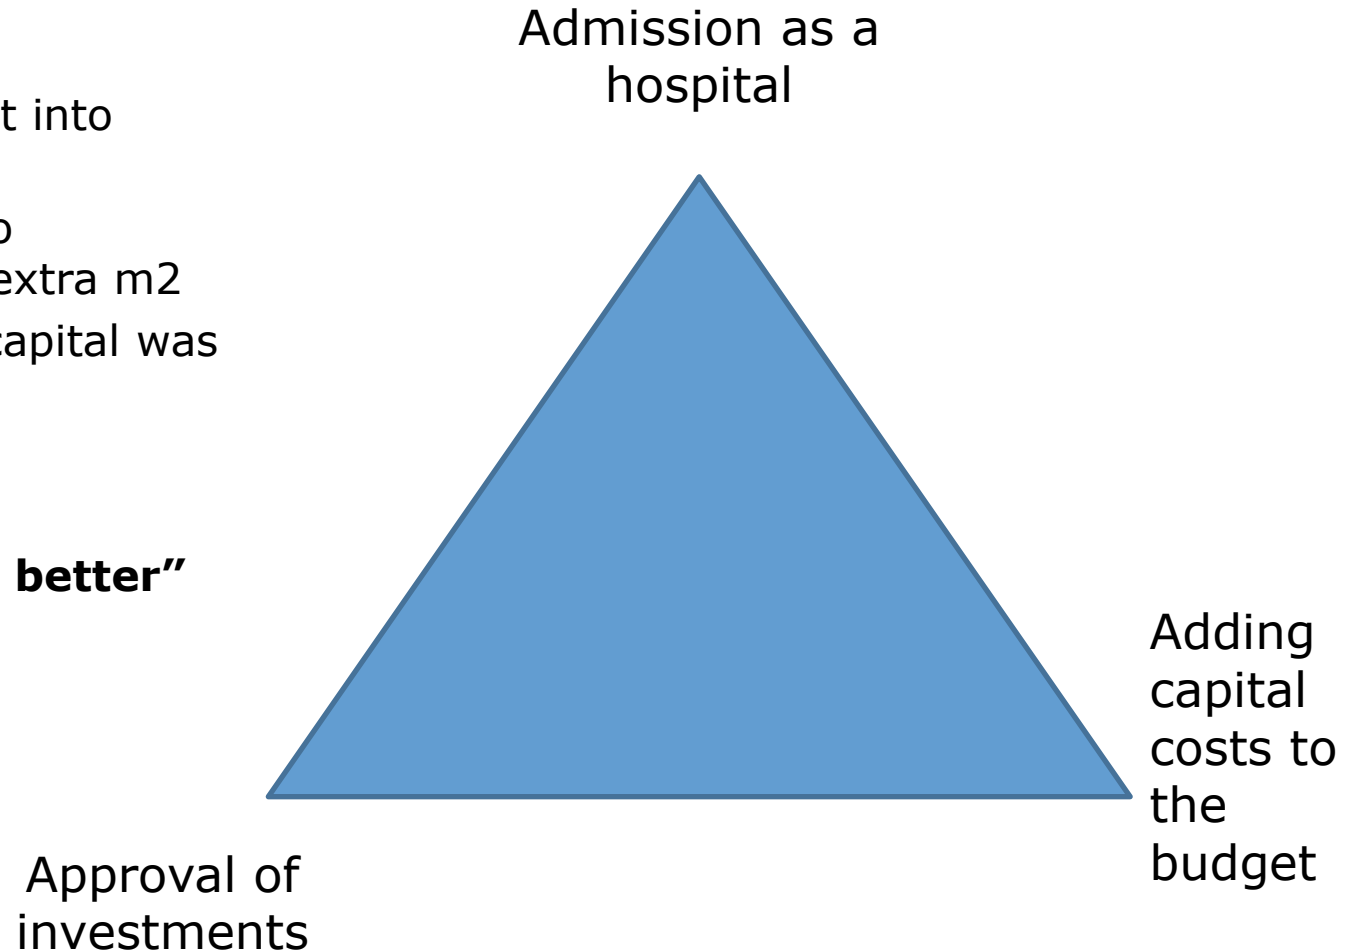 Admission as a
hospital
t into
o
extra m2
capital was
better”
Adding
capital
costs to
the
budget
Approval of
investments